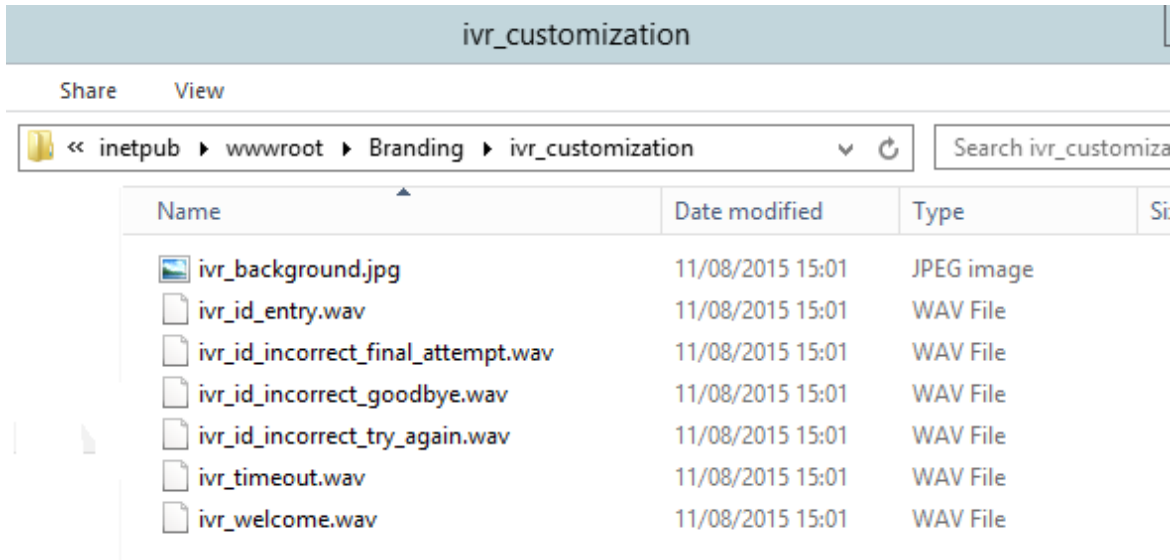 ivr_customization
Share View
« inetpub ▸ wwwroot ▸ Branding ▸ ivr_customization Search ivr_customiza
Name Date modified Type Si
ivr_background.jpg 11/08/2015 15:01 JPEG image
ivr_id_entry.wav 11/08/2015 15:01 WAV File
ivr_id_incorrect_final_attempt.wav 11/08/2015 15:01 WAV File
ivr_id_incorrect_goodbye.wav 11/08/2015 15:01 WAV File
ivr_id_incorrect_try_again.wav 11/08/2015 15:01 WAV File
ivr_timeout.wav 11/08/2015 15:01 WAV File
ivr_welcome.wav 11/08/2015 15:01 WAV File